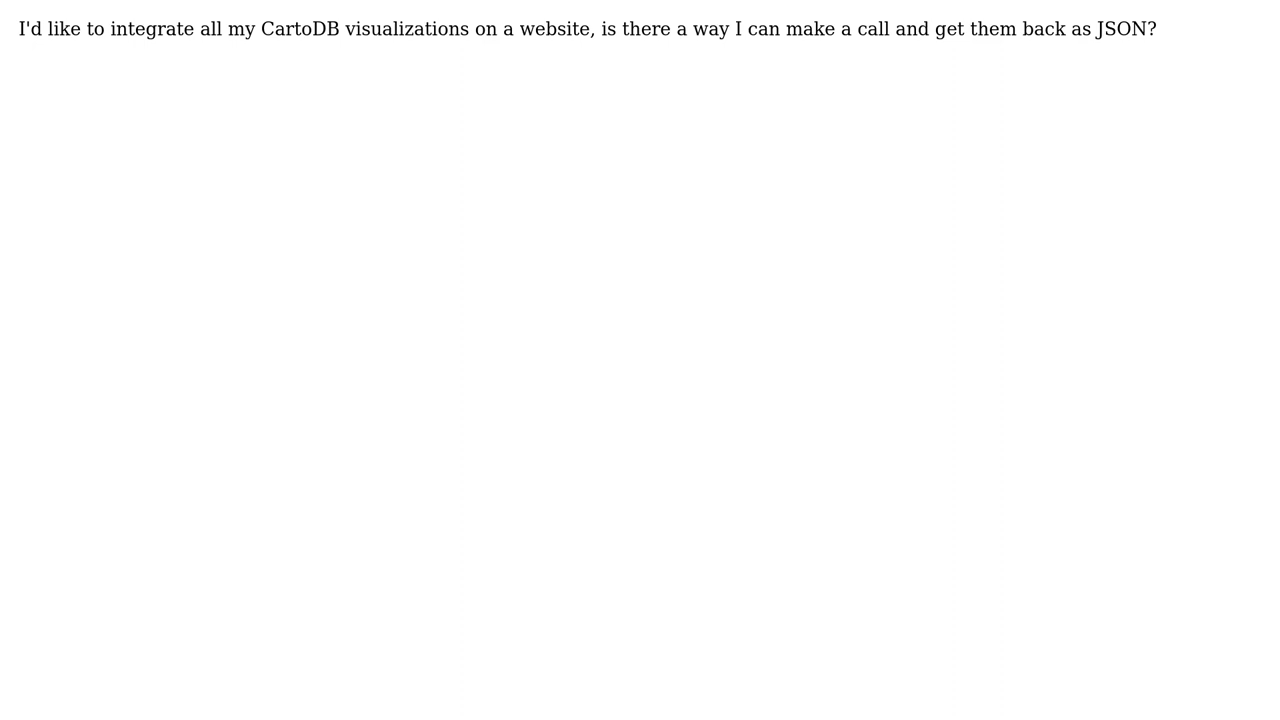 I'd like to integrate all my CartoDB visualizations on a website, is there a way I can make a call and get them back as JSON?